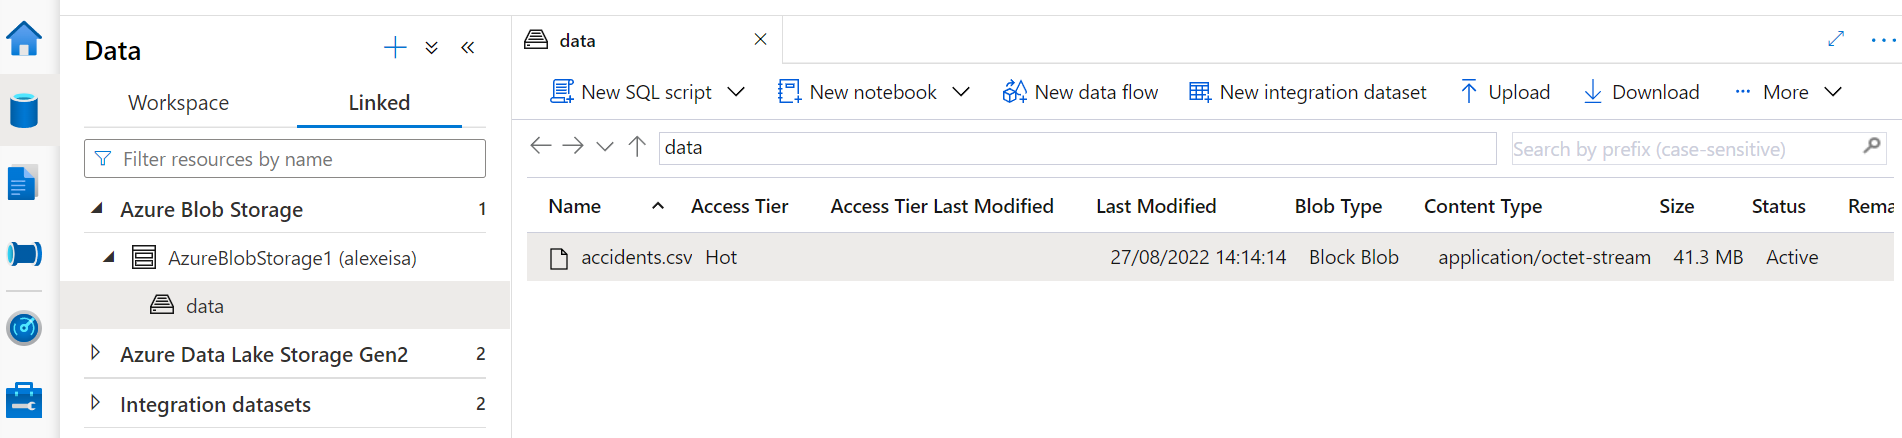 Data
Workspace Linked
Filter resources by name
Azure Blob Storage 1
AzureBlobStorage1 (alexeisa)
data
Azure Data Lake Storage Gen2 2
Integration datasets 2
data
New SQL script New notebook New data flow New integration dataset Upload Download ··· More
data Search by prefix (case-sensitive)
Name Access Tier Access Tier Last Modified Last Modified Blob Type Content Type Size Status Rema
accidents.csv Hot 27/08/2022 14:14:14 Block Blob application/octet-stream 41.3 MB Active